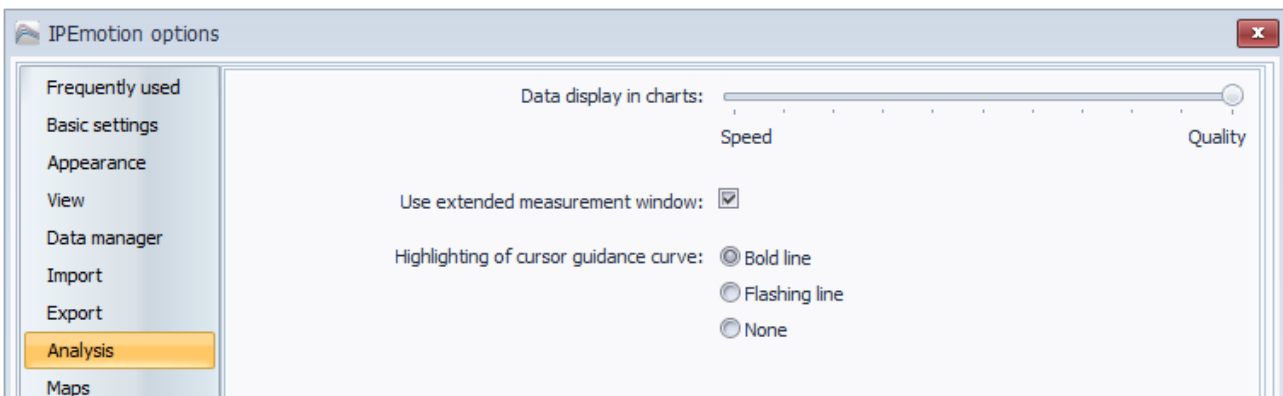 IPEmotion options
Frequently used
Basic settings
Appearance
View
Data manager
Import
Export
Analysis
Maps
Data display in charts:
Speed Quality
Use extended measurement window:
Highlighting of cursor guidance curve: Bold line
Flashing line
None